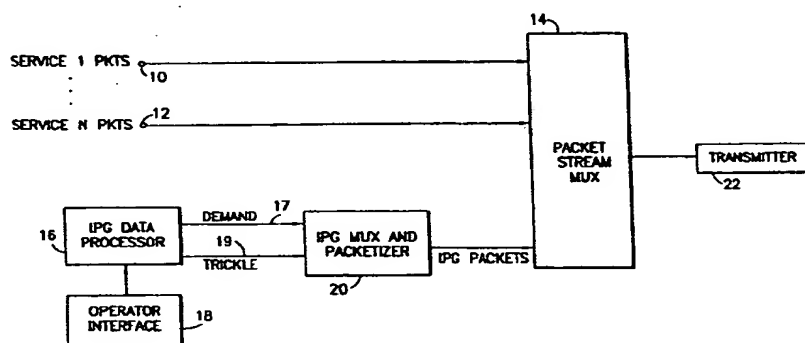 14
SERVICE 1 PKTS
10
SERVICE N PKTS
12
PACKET
STREAM
MUX
TRANSMITTER
22
DEMAND
17
16
IPG DATA
PROCESSOR
19
TRICKLE
IPG MUX AND
PACKETIZER
20
IPG PACKETS
OPERATOR
INTERFACE
18